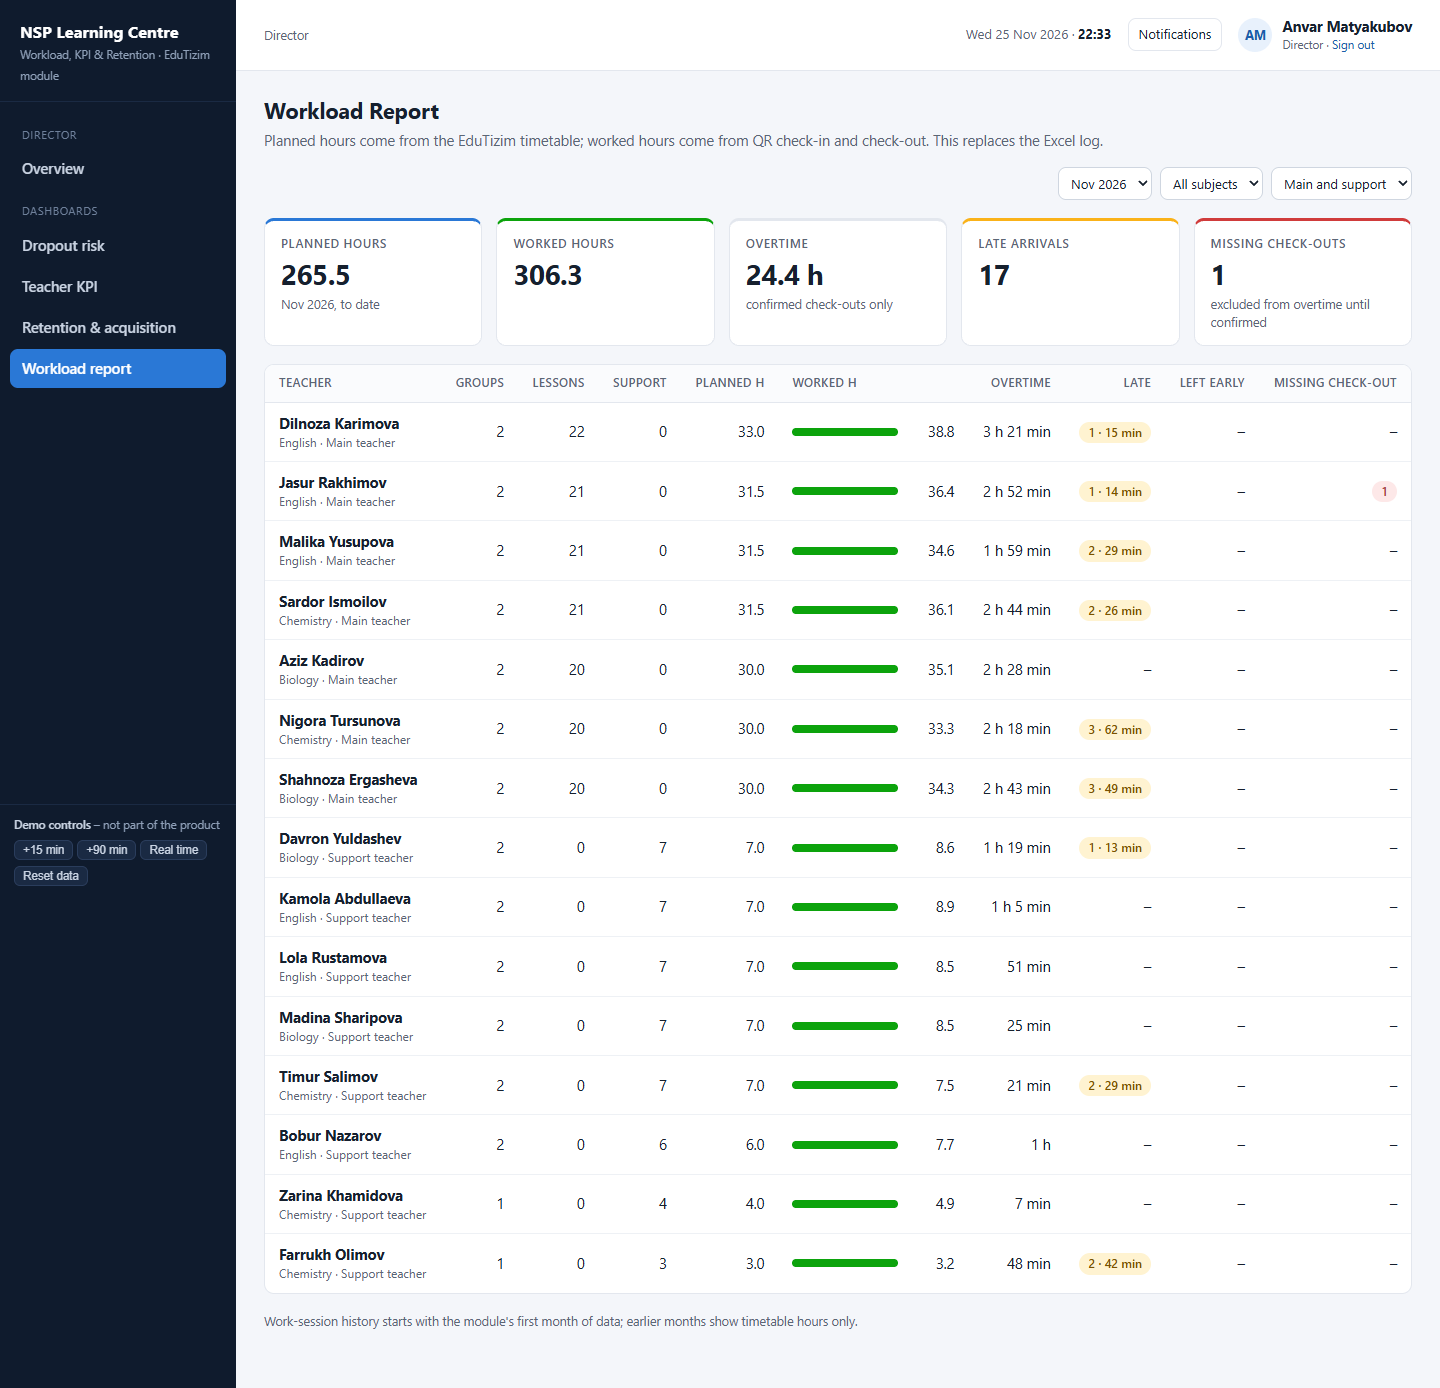 NSP Learning Centre
Workload, KPI & Retention · EduTizim
module
DIRECTOR
Overview
DASHBOARDS
Dropout risk
Teacher KPI
Retention & acquisition
Workload report
Demo controls – not part of the product
+15 min +90 min Real time
Reset data
Director
Wed 25 Nov 2026 · 22:33
Notifications
AM
Anvar Matyakubov
Director · Sign out
Workload Report
Planned hours come from the EduTizim timetable; worked hours come from QR check-in and check-out. This replaces the Excel log.
Nov 2026 All subjects Main and support
PLANNED HOURS
265.5
Nov 2026, to date
WORKED HOURS
306.3
OVERTIME
24.4 h
confirmed check-outs only
LATE ARRIVALS
17
MISSING CHECK-OUTS
1
excluded from overtime until
confirmed
TEACHER GROUPS LESSONS SUPPORT PLANNED H WORKED H OVERTIME LATE LEFT EARLY MISSING CHECK-OUT
Dilnoza Karimova 2 22 0 33.0 38.8 3 h 21 min 1 · 15 min – –
English · Main teacher
Jasur Rakhimov 2 21 0 31.5 36.4 2 h 52 min 1 · 14 min – 1
English · Main teacher
Malika Yusupova 2 21 0 31.5 34.6 1 h 59 min 2 · 29 min – –
English · Main teacher
Sardor Ismoilov 2 21 0 31.5 36.1 2 h 44 min 2 · 26 min – –
Chemistry · Main teacher
Aziz Kadirov 2 20 0 30.0 35.1 2 h 28 min – – –
Biology · Main teacher
Nigora Tursunova 2 20 0 30.0 33.3 2 h 18 min 3 · 62 min – –
Chemistry · Main teacher
Shahnoza Ergasheva 2 20 0 30.0 34.3 2 h 43 min 3 · 49 min – –
Biology · Main teacher
Davron Yuldashev 2 0 7 7.0 8.6 1 h 19 min 1 · 13 min – –
Biology · Support teacher
Kamola Abdullaeva 2 0 7 7.0 8.9 1 h 5 min – – –
English · Support teacher
Lola Rustamova 2 0 7 7.0 8.5 51 min – – –
English · Support teacher
Madina Sharipova 2 0 7 7.0 8.5 25 min – – –
Biology · Support teacher
Timur Salimov 2 0 7 7.0 7.5 21 min 2 · 29 min – –
Chemistry · Support teacher
Bobur Nazarov 2 0 6 6.0 7.7 1 h – – –
English · Support teacher
Zarina Khamidova 1 0 4 4.0 4.9 7 min – – –
Chemistry · Support teacher
Farrukh Olimov 1 0 3 3.0 3.2 48 min 2 · 42 min – –
Chemistry · Support teacher
Work-session history starts with the module's first month of data; earlier months show timetable hours only.